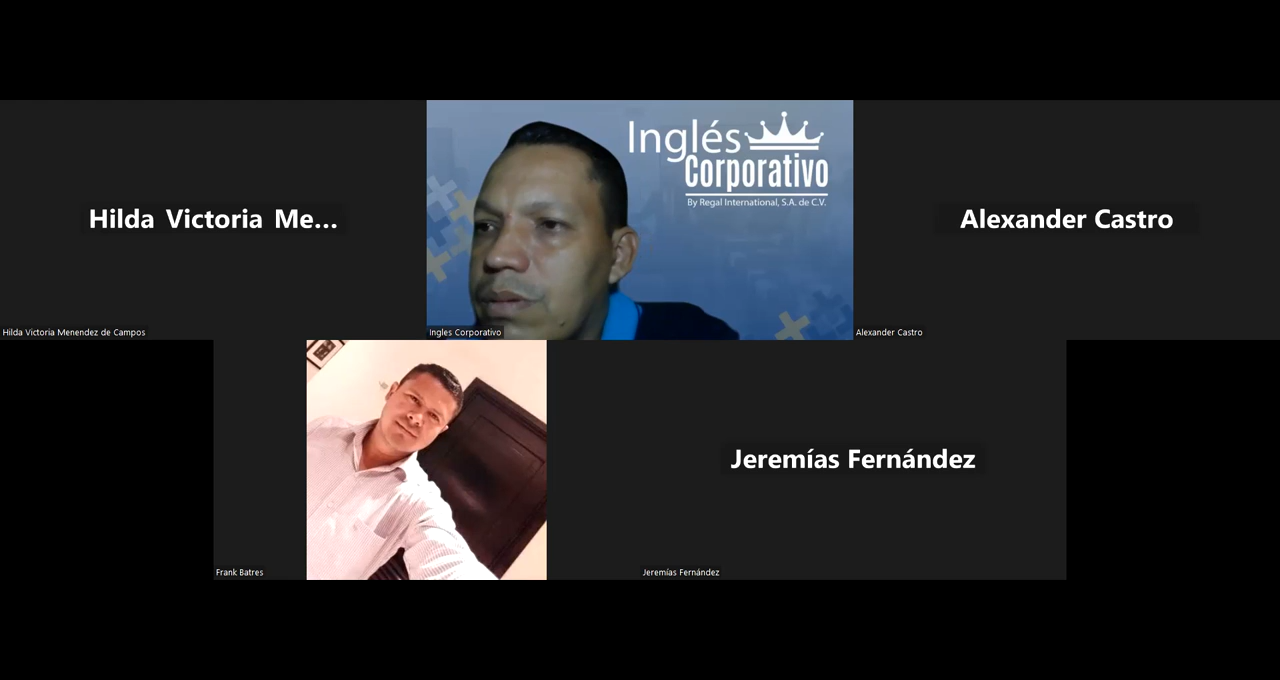 Hilda Victoria Me...
Hilda Victoria Menendez de Campos
Inglés
Corporativo
By Regal International, S.A. de C.V.
Ingles Corporativo
Alexander Castro
Alexander Castro
Frank Batres
Jeremías Fernández
Jeremías Fernández